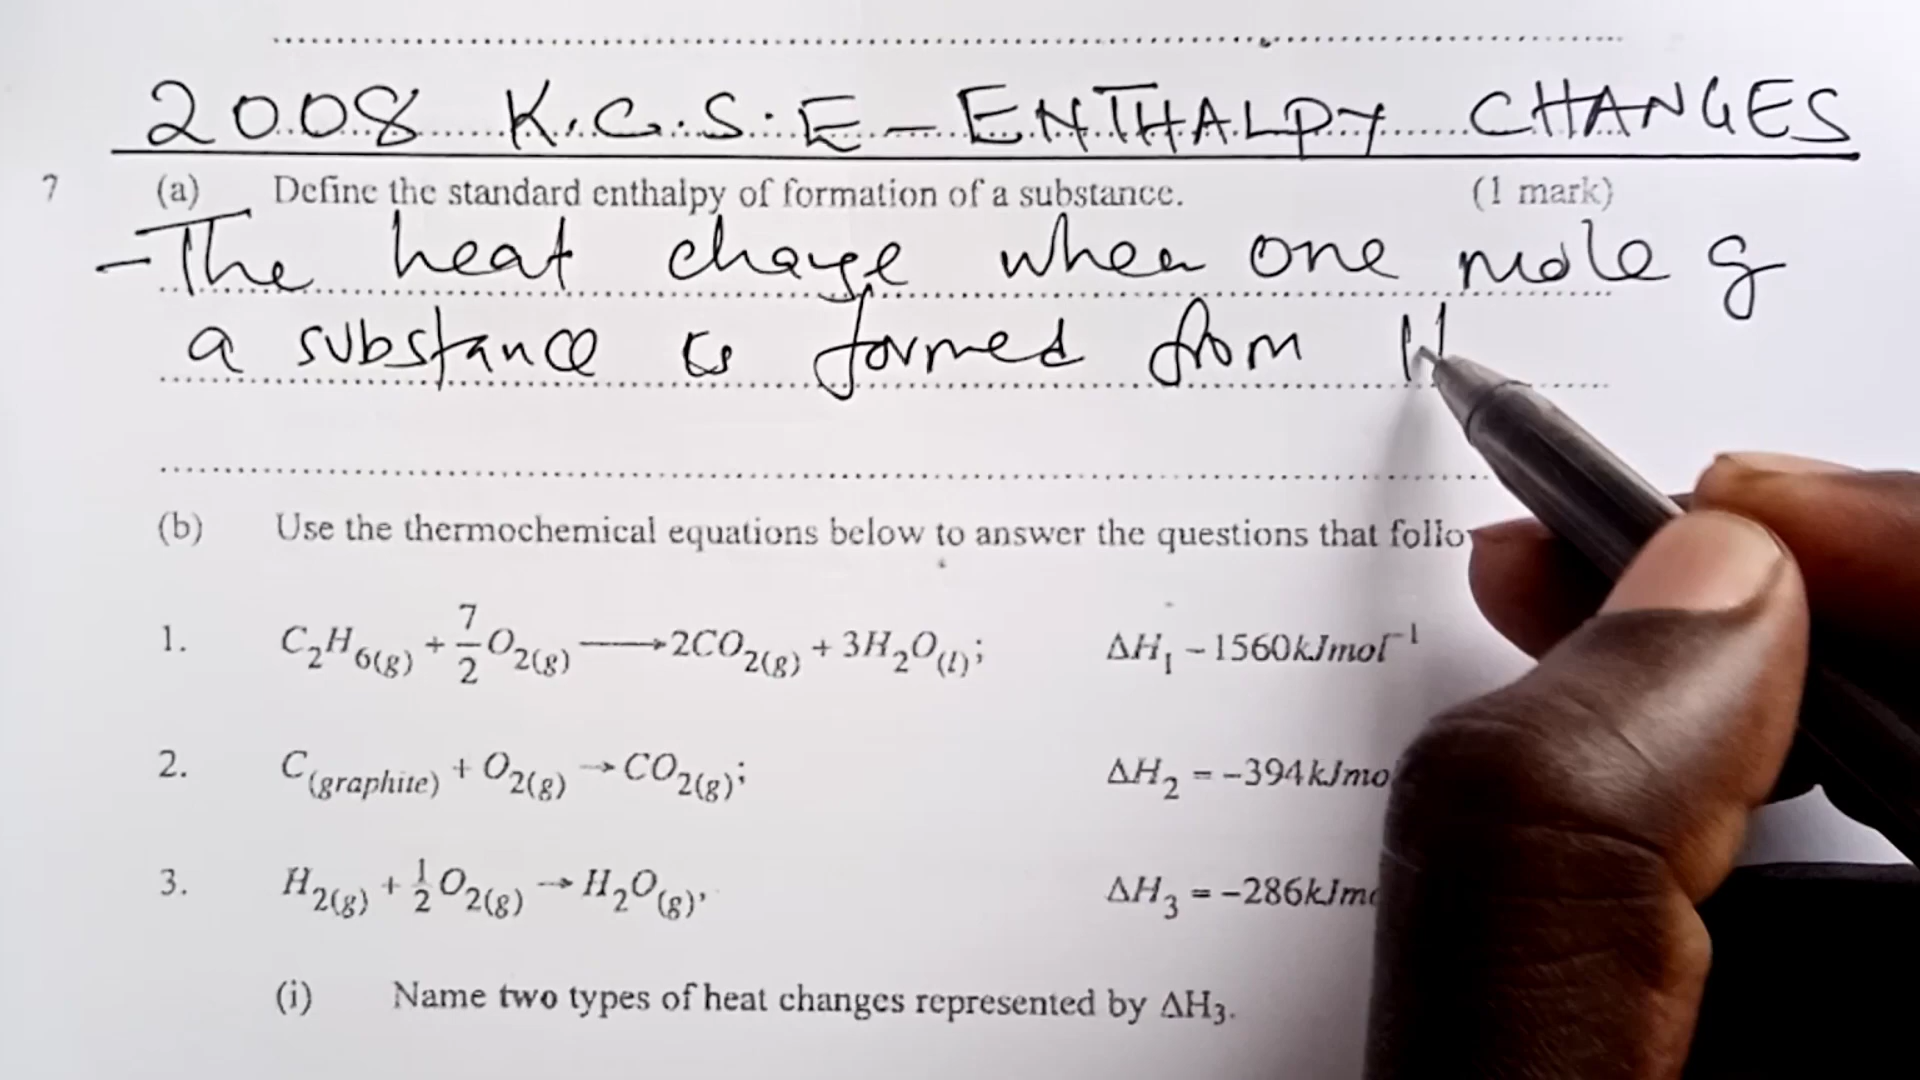 2008 K.C.S.E - ENTHALPY CHANGES
7 (a) Define the standard enthalpy of formation of a substance. (1 mark)
- The heat change when one mole of
a substance is formed from
(b) Use the thermochemical equations below to answer the questions that follo
1. C₂H₆(g) + 7/2 O₂(g) ⟶ 2CO₂(g) + 3H₂O(l); ΔH₁ - 1560kJmol⁻¹
2. C(graphite) + O₂(g) → CO₂(g); ΔH₂ = -394kJmo
3. H₂(g) + 1/2 O₂(g) → H₂O(g), ΔH₃ = -286kJm
(i) Name two types of heat changes represented by ΔH₃.